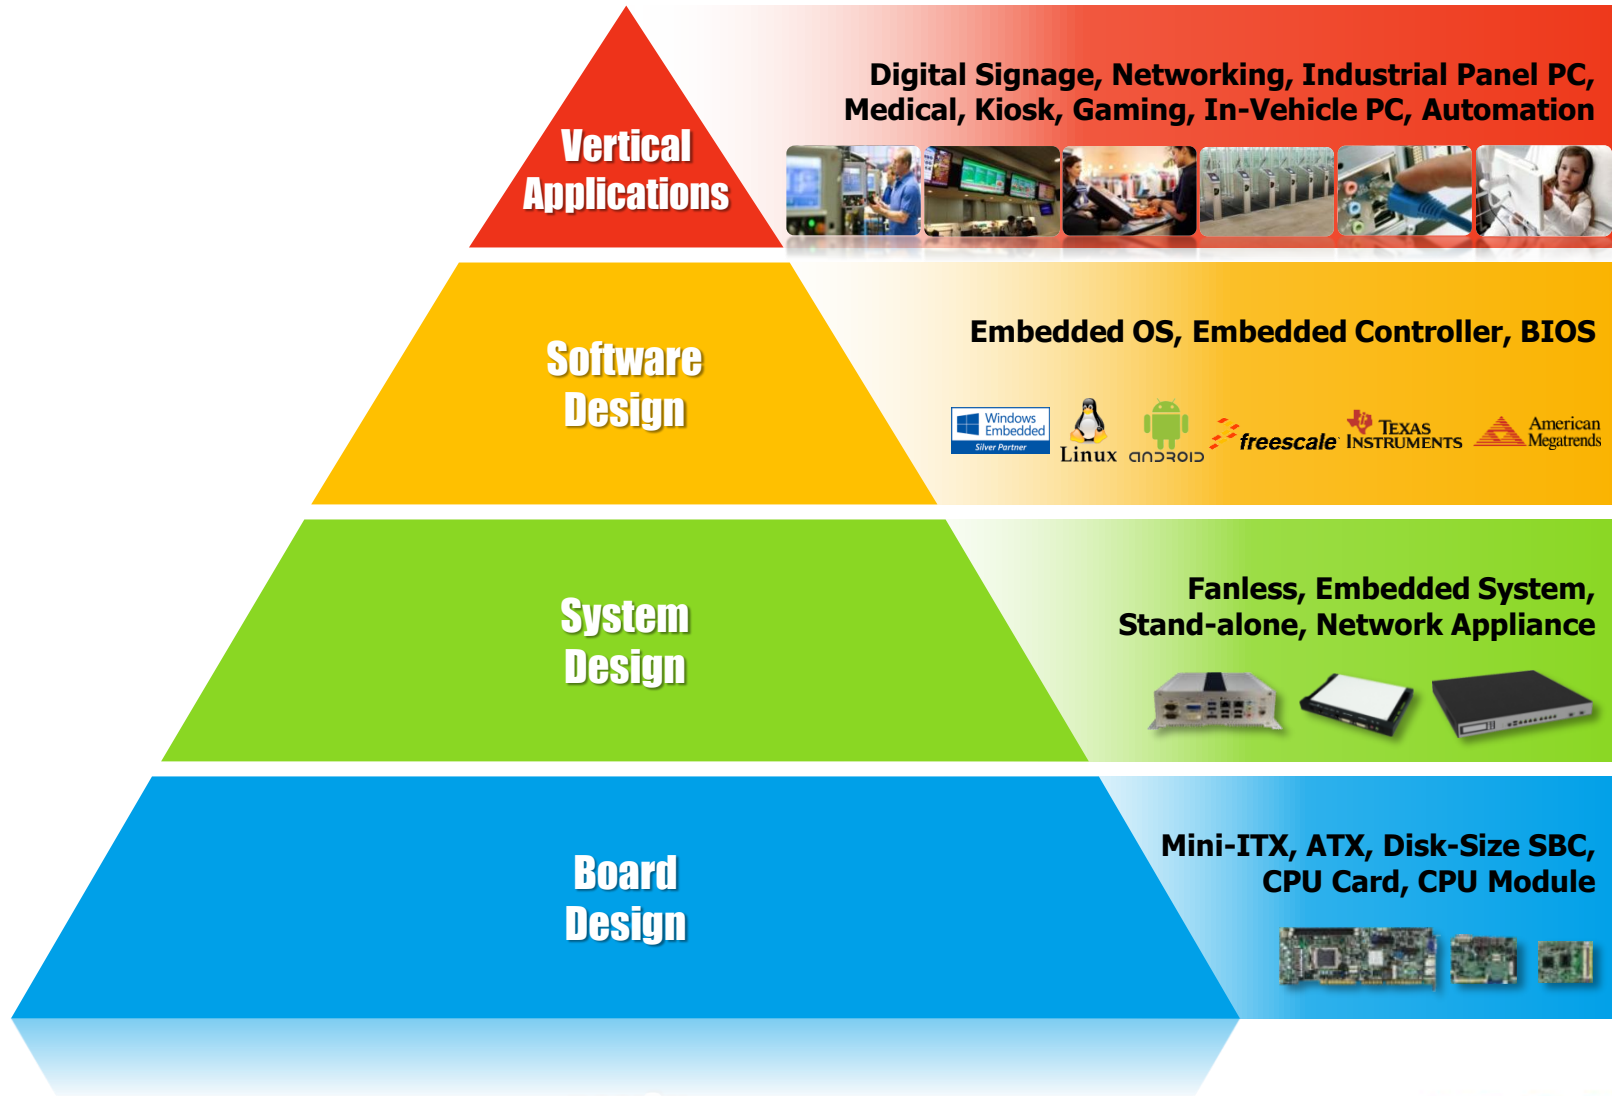 Vertical
Applications
Digital Signage, Networking, Industrial Panel PC,
Medical, Kiosk, Gaming, In-Vehicle PC, Automation
Software
Design
Embedded OS, Embedded Controller, BIOS
Windows
Embedded
Silver Partner
Linux
ANDROID
freescale
TEXAS
INSTRUMENTS
American
Megatrends
System
Design
Fanless, Embedded System,
Stand-alone, Network Appliance
Board
Design
Mini-ITX, ATX, Disk-Size SBC,
CPU Card, CPU Module